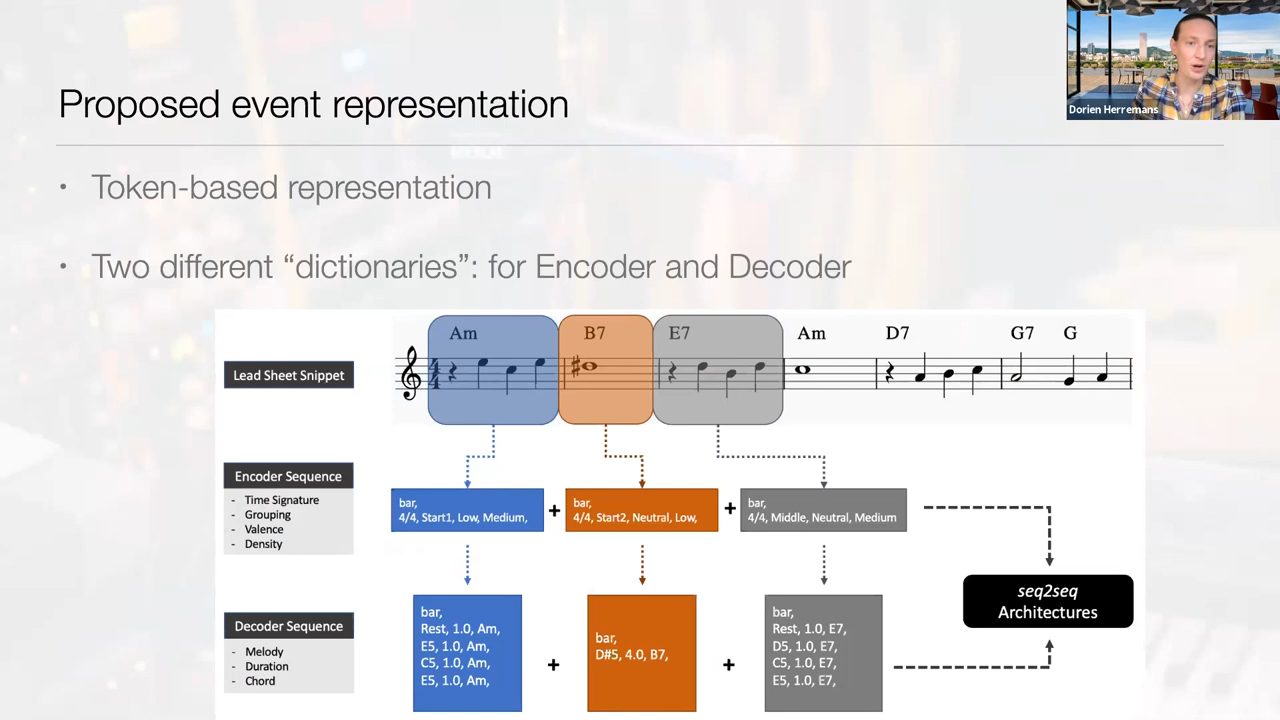 Dorien Herremans
Proposed event representation
• Token-based representation
• Two different “dictionaries”: for Encoder and Decoder
Lead Sheet Snippet
Am B7 E7 Am D7 G7 G
4/4
Encoder Sequence
- Time Signature
- Grouping
- Valence
- Density
bar,
4/4, Start1, Low, Medium,
+
bar,
4/4, Start2, Neutral, Low,
+
bar,
4/4, Middle, Neutral, Medium
seq2seq
Architectures
Decoder Sequence
- Melody
- Duration
- Chord
bar,
Rest, 1.0, Am,
E5, 1.0, Am,
C5, 1.0, Am,
E5, 1.0, Am,
+
bar,
D#5, 4.0, B7,
+
bar,
Rest, 1.0, E7,
D5, 1.0, E7,
C5, 1.0, E7,
E5, 1.0, E7,